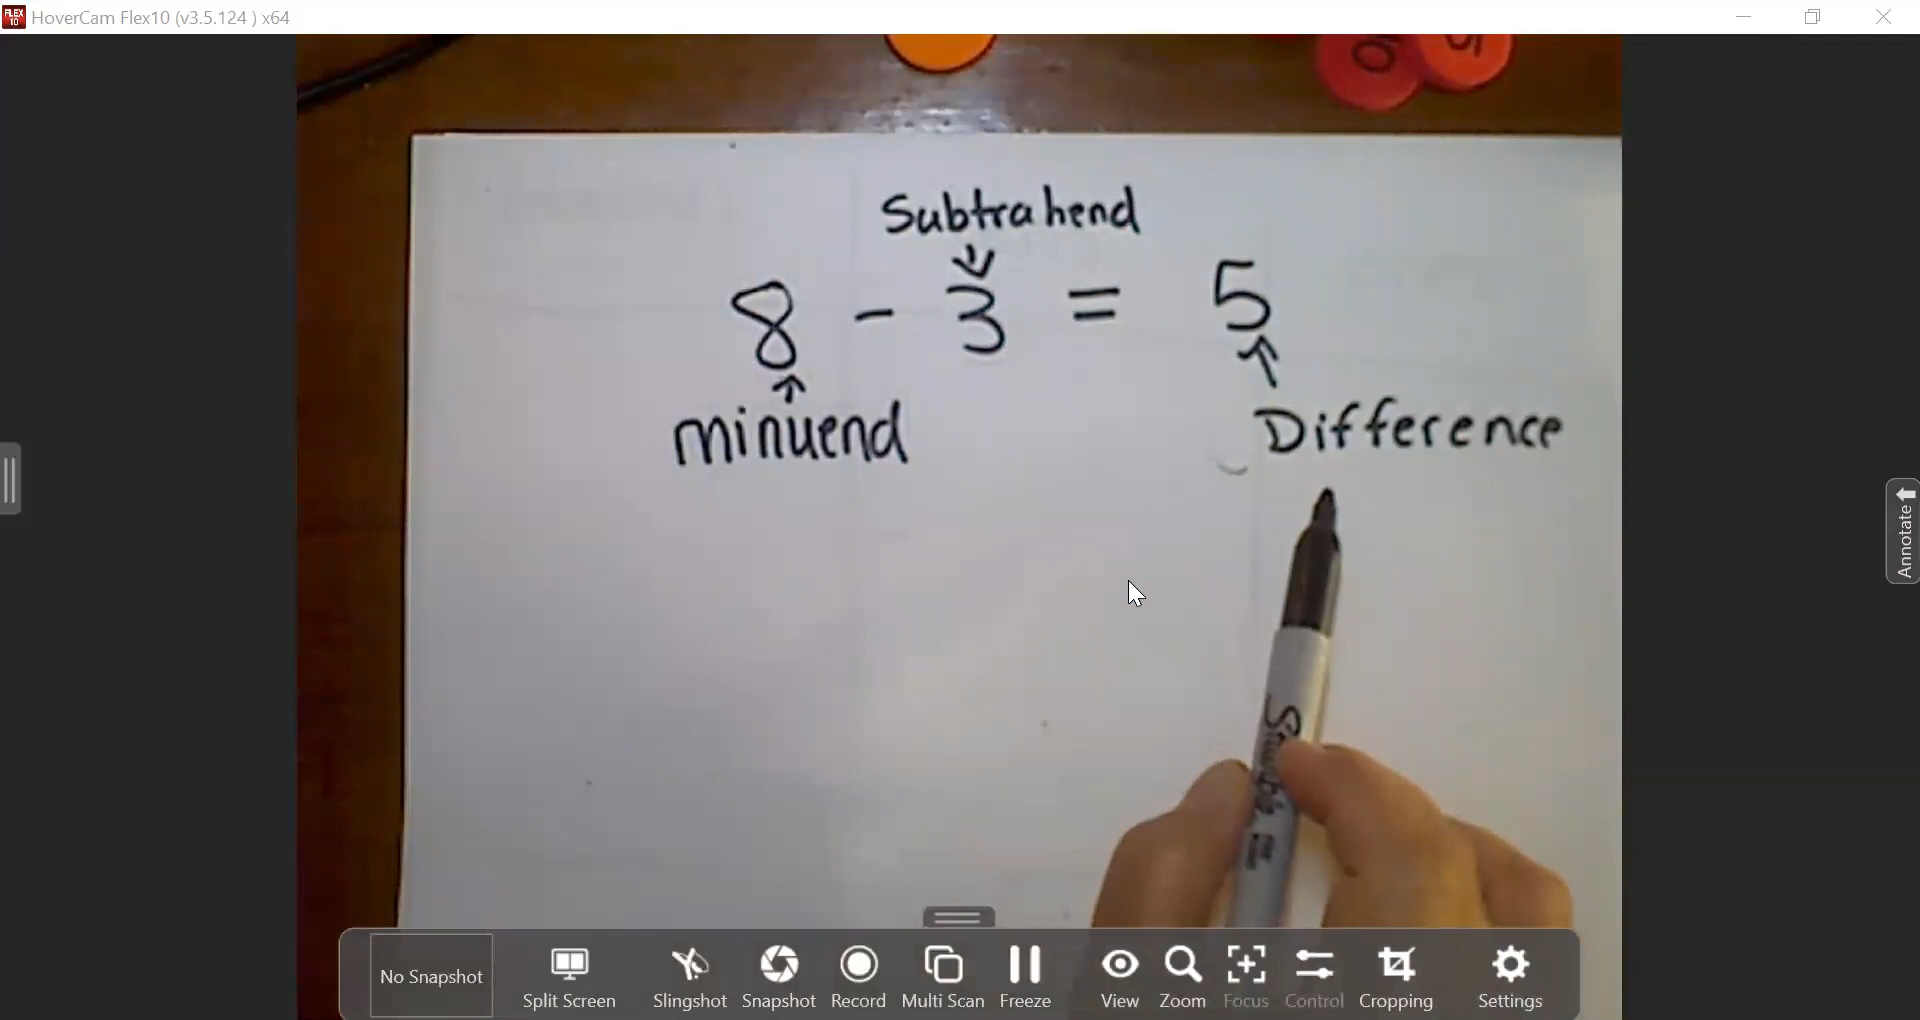 HoverCam Flex10 (v3.5.124 ) x64
Subtrahend
8 - 3 = 5
minuend
Difference
Annotate
No Snapshot
Split Screen
Slingshot
Snapshot
Record
Multi Scan
Freeze
View
Zoom
Focus
Control
Cropping
Settings